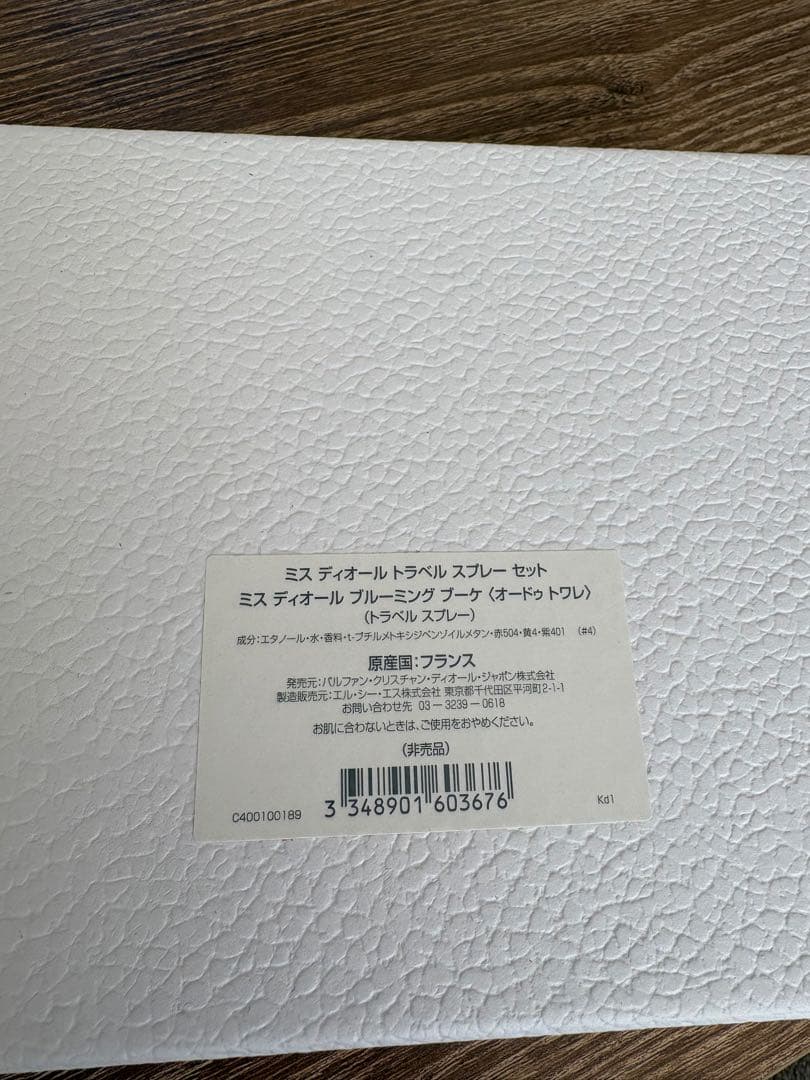 ミス ディオール トラベル スプレー セット
ミス ディオール ブルーミング ブーケ〈オードゥ トワレ〉
(トラベル スプレー)
成分:エタノール・水・香料・t-ブチルメトキシジベンゾイルメタン・赤504・黄4・紫401 (#4)
原産国:フランス
発売元:パルファン・クリスチャン・ディオール・ジャポン株式会社
製造販売元:エル・シー・エス株式会社 東京都千代田区平河町2-1-1
お問い合わせ先 03-3239-0618
お肌に合わないときは、ご使用をおやめください。
(非売品)
C400100189 3 348901 603676 Kd1